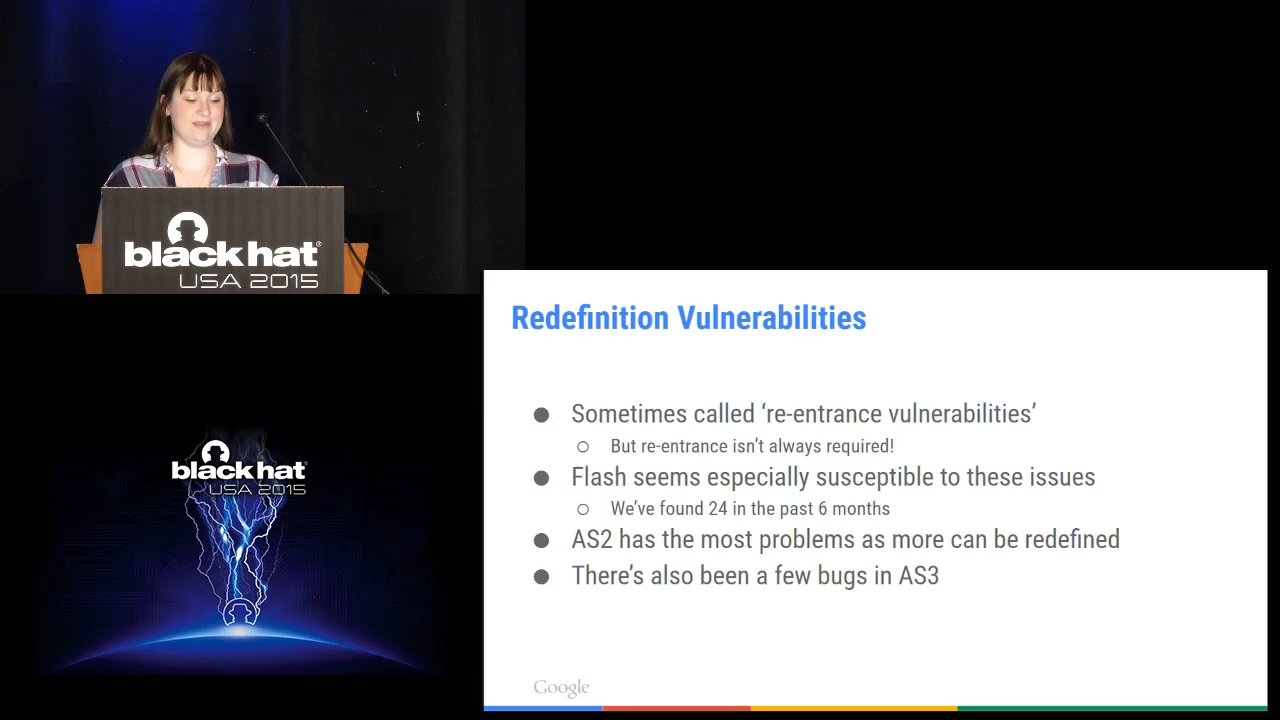 black hat®
USA 2015
black hat®
USA 2015
Redefinition Vulnerabilities
● Sometimes called ‘re-entrance vulnerabilities’
○ But re-entrance isn’t always required!
● Flash seems especially susceptible to these issues
○ We’ve found 24 in the past 6 months
● AS2 has the most problems as more can be redefined
● There’s also been a few bugs in AS3
Google